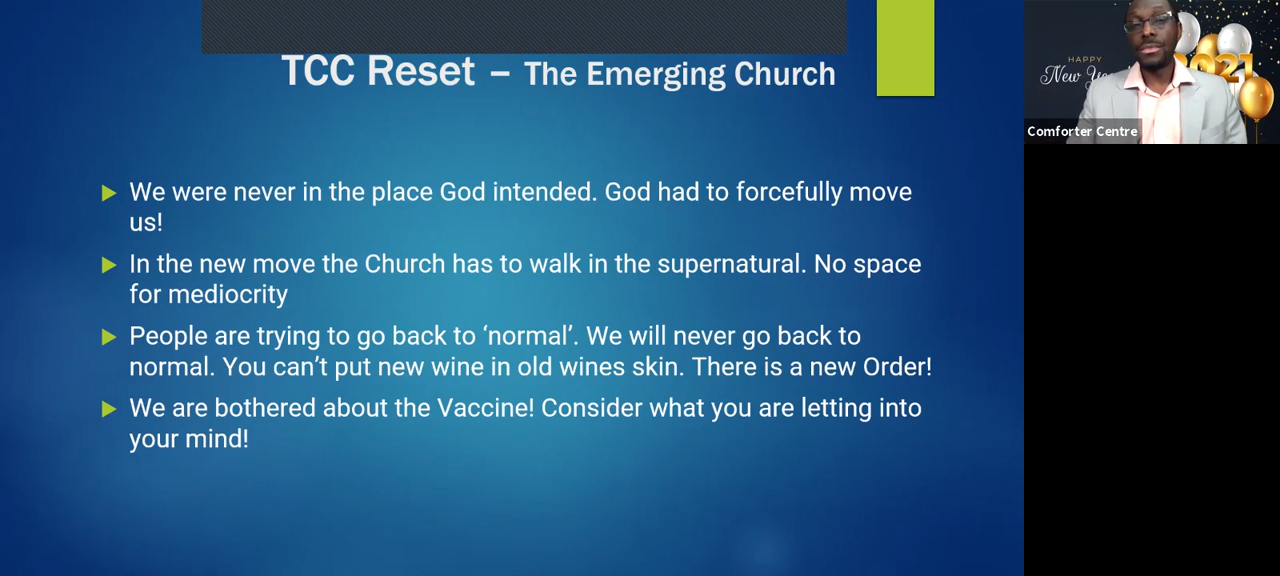 TCC Reset – The Emerging Church
We were never in the place God intended. God had to forcefully move
us!
In the new move the Church has to walk in the supernatural. No space
for mediocrity
People are trying to go back to ‘normal’. We will never go back to
normal. You can’t put new wine in old wines skin. There is a new Order!
We are bothered about the Vaccine! Consider what you are letting into
your mind!
HAPPY
New
2021
Comforter Centre